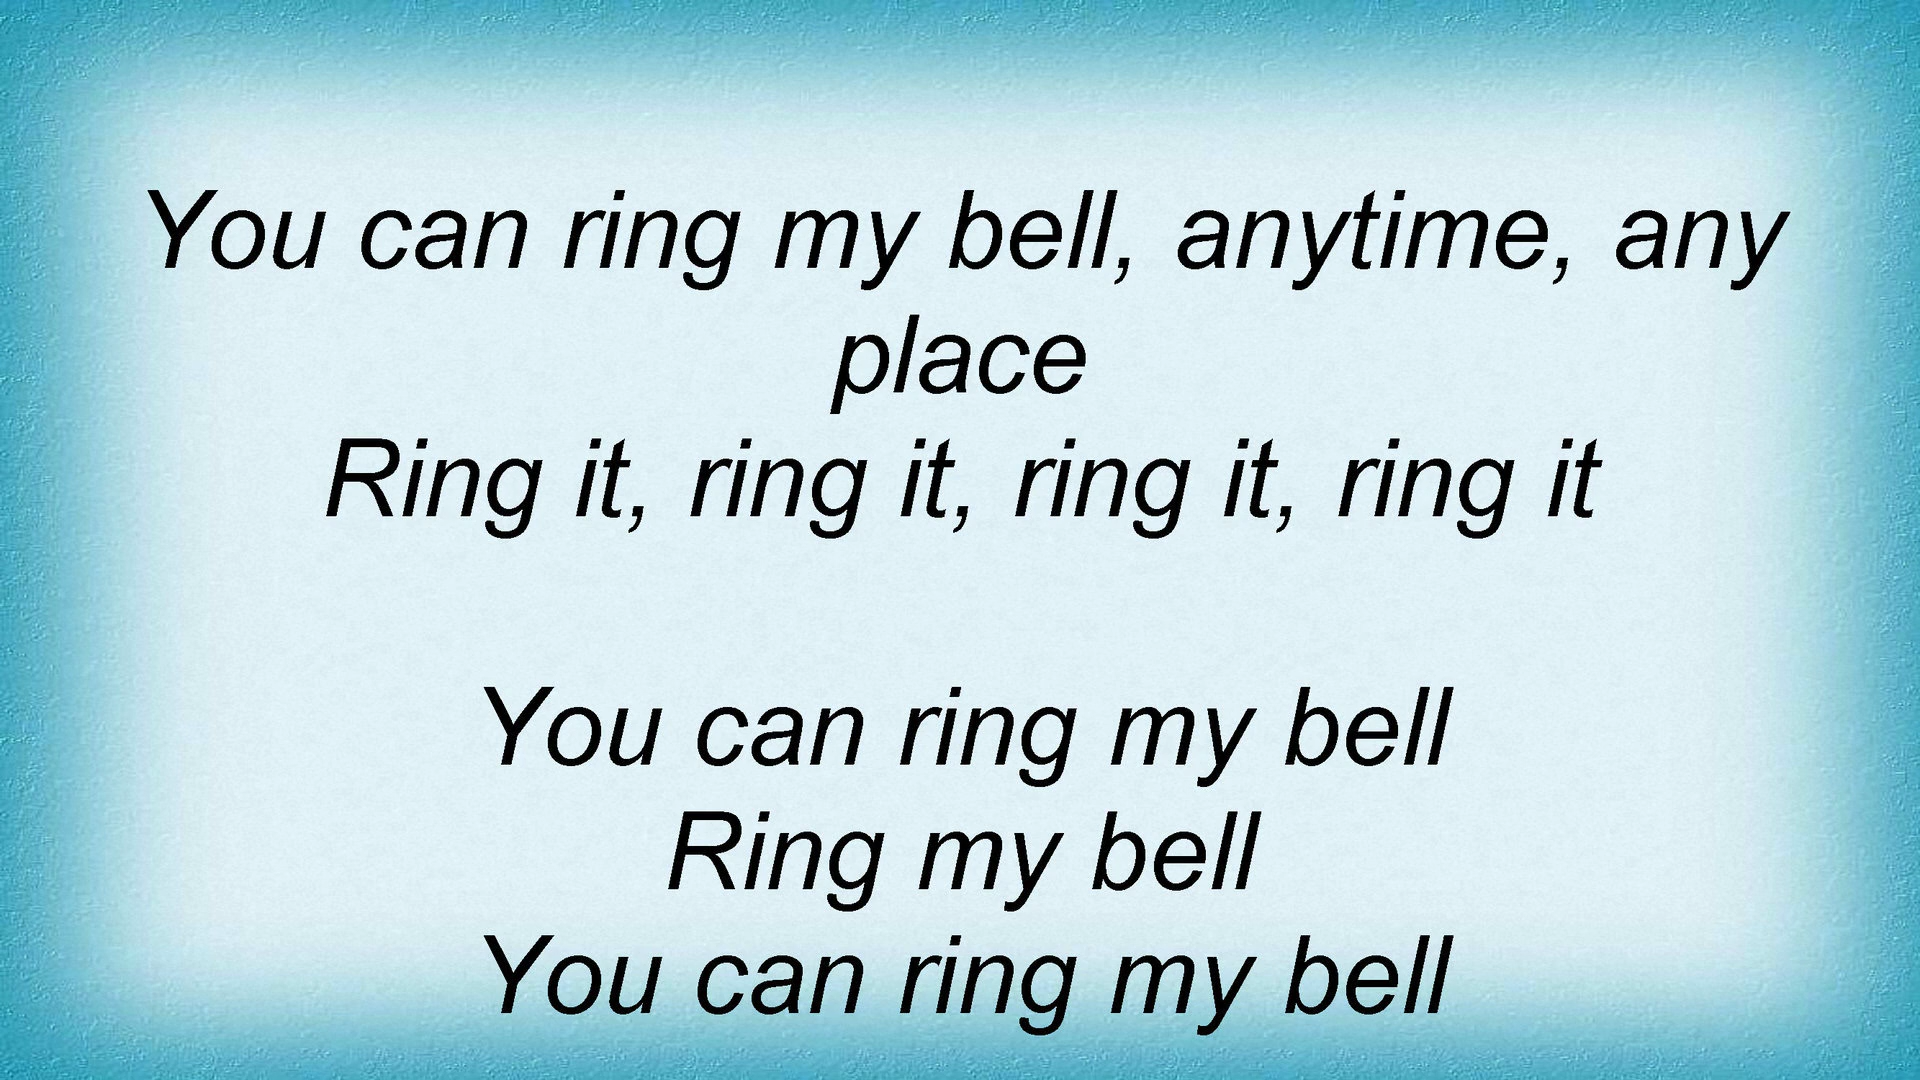 You can ring my bell, anytime, any
place
Ring it, ring it, ring it, ring it
You can ring my bell
Ring my bell
You can ring my bell